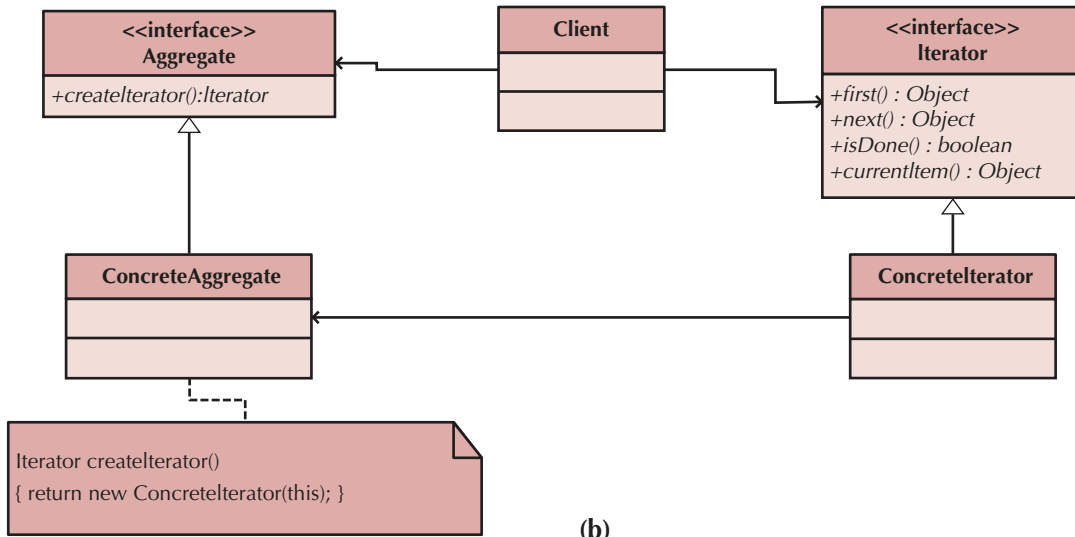 <<interface>>
Aggregate
+createIterator():Iterator
Client
<<interface>>
Iterator
+first() : Object
+next() : Object
+isDone() : boolean
+currentItem() : Object
ConcreteAggregate
ConcreteIterator
Iterator createIterator()
{ return new ConcreteIterator(this); }
(b)